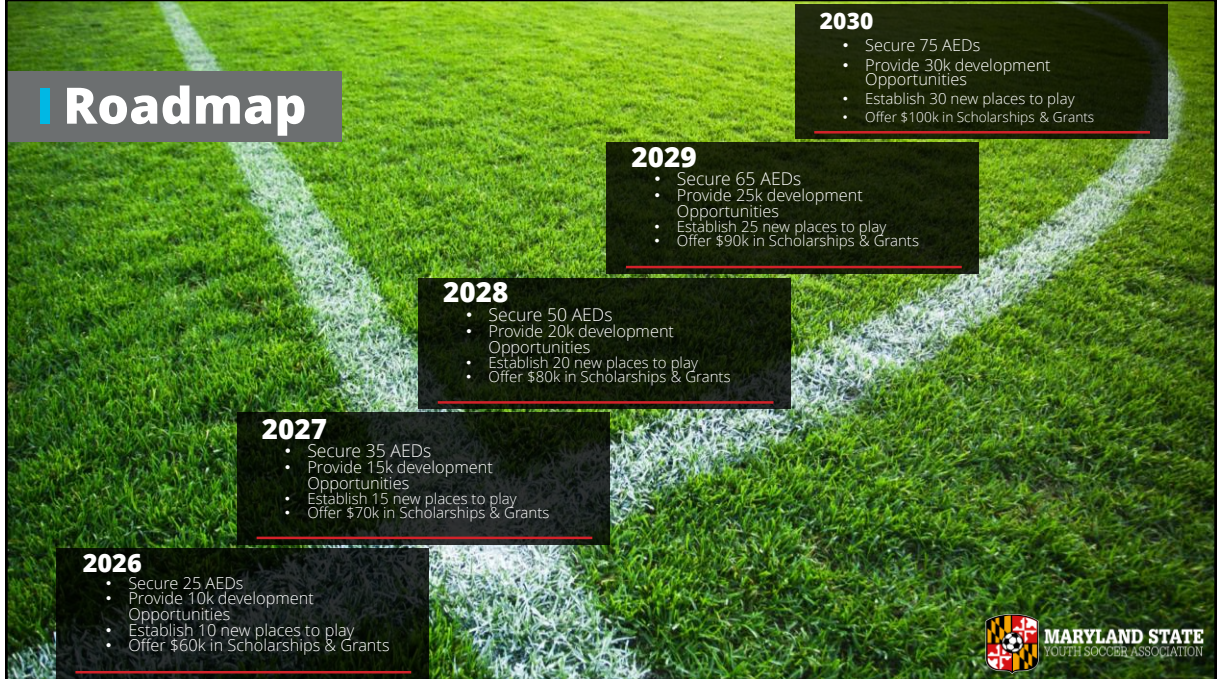 Roadmap
2030
• Secure 75 AEDs
• Provide 30k development
Opportunities
• Establish 30 new places to play
• Offer $100k in Scholarships & Grants
2029
• Secure 65 AEDs
• Provide 25k development
Opportunities
• Establish 25 new places to play
• Offer $90k in Scholarships & Grants
2028
• Secure 50 AEDs
• Provide 20k development
Opportunities
• Establish 20 new places to play
• Offer $80k in Scholarships & Grants
2027
• Secure 35 AEDs
• Provide 15k development
Opportunities
• Establish 15 new places to play
• Offer $70k in Scholarships & Grants
2026
• Secure 25 AEDs
• Provide 10k development
Opportunities
• Establish 10 new places to play
• Offer $60k in Scholarships & Grants
MARYLAND STATE
YOUTH SOCCER ASSOCIATION